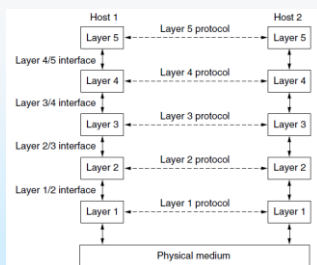 Host 1 Host 2
Layer 5 Layer 5 protocol Layer 5
Layer 4/5 interface
Layer 4 Layer 4 protocol Layer 4
Layer 3/4 interface
Layer 3 Layer 3 protocol Layer 3
Layer 2/3 interface
Layer 2 Layer 2 protocol Layer 2
Layer 1/2 interface
Layer 1 Layer 1 protocol Layer 1
Physical medium